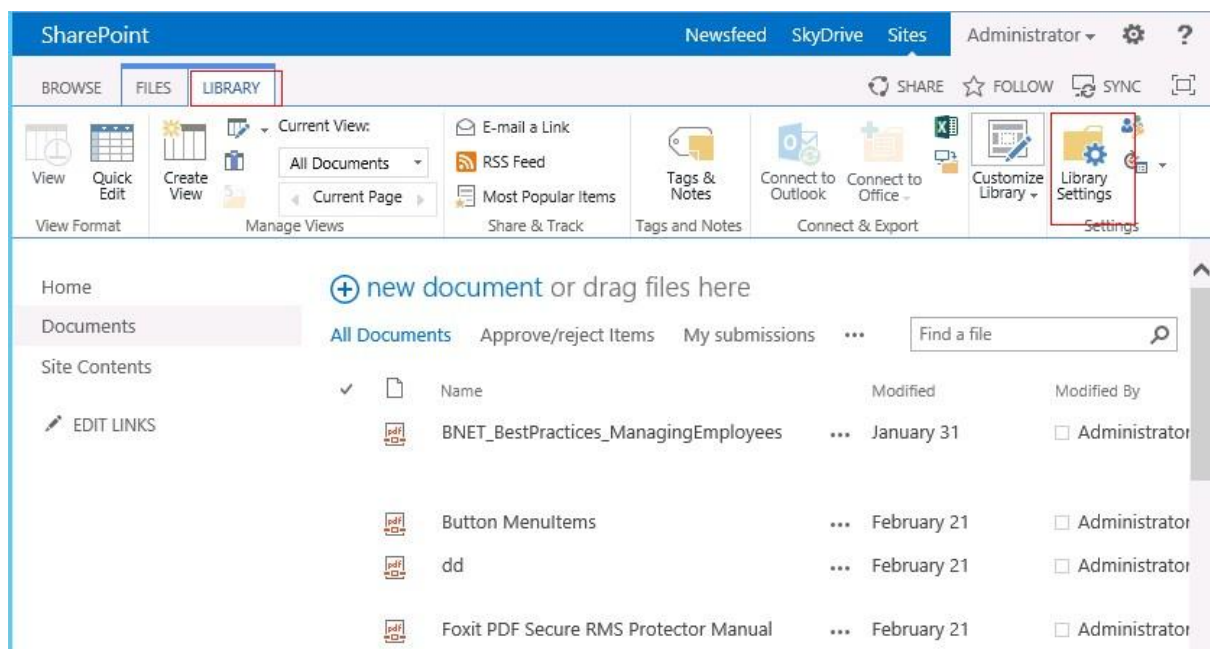 SharePoint Newsfeed SkyDrive Sites Administrator ?
BROWSE FILES LIBRARY SHARE FOLLOW SYNC
View
Quick Edit
Create View
Current View:
All Documents
Current Page
E-mail a Link
RSS Feed
Most Popular Items
Tags & Notes
Connect to Outlook
Connect to Office
Customize Library
Library Settings
View Format Manage Views Share & Track Tags and Notes Connect & Export Settings
Home
Documents
Site Contents
EDIT LINKS
new document or drag files here
All Documents Approve/reject Items My submissions ... Find a file
Name Modified Modified By
BNET_BestPractices_ManagingEmployees ... January 31 Administrator
Button MenuItems ... February 21 Administrator
dd ... February 21 Administrator
Foxit PDF Secure RMS Protector Manual ... February 21 Administrator